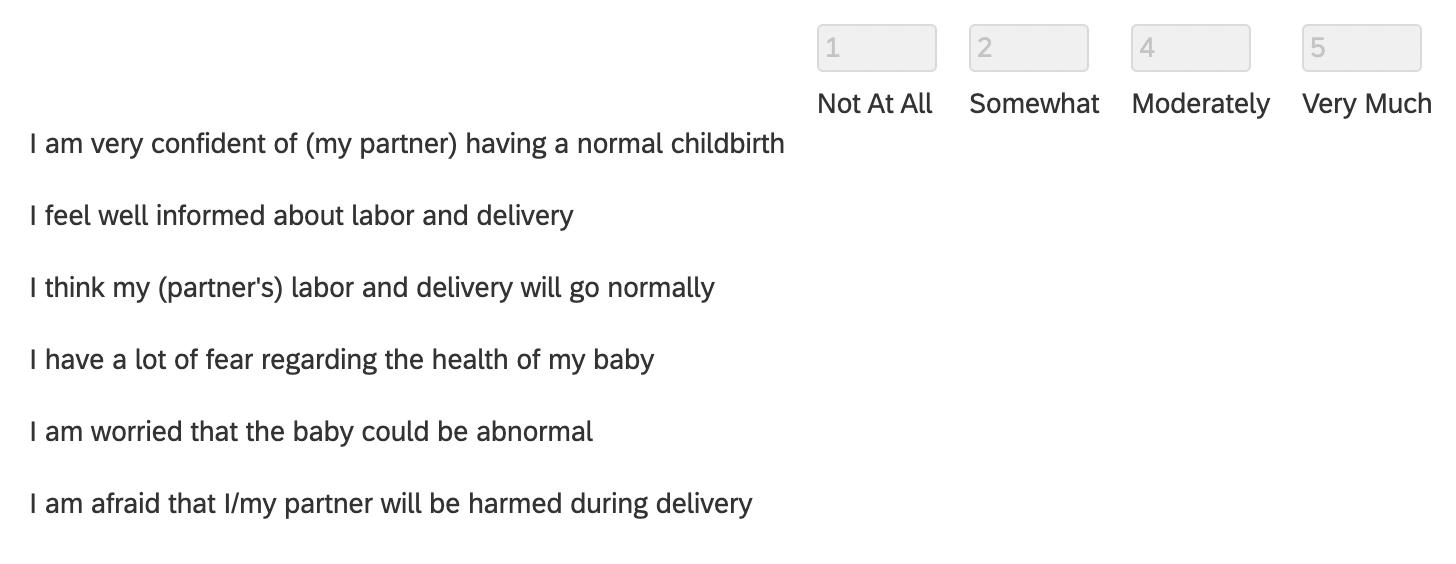 1 2 4 5
Not At All Somewhat Moderately Very Much
I am very confident of (my partner) having a normal childbirth
I feel well informed about labor and delivery
I think my (partner's) labor and delivery will go normally
I have a lot of fear regarding the health of my baby
I am worried that the baby could be abnormal
I am afraid that I/my partner will be harmed during delivery